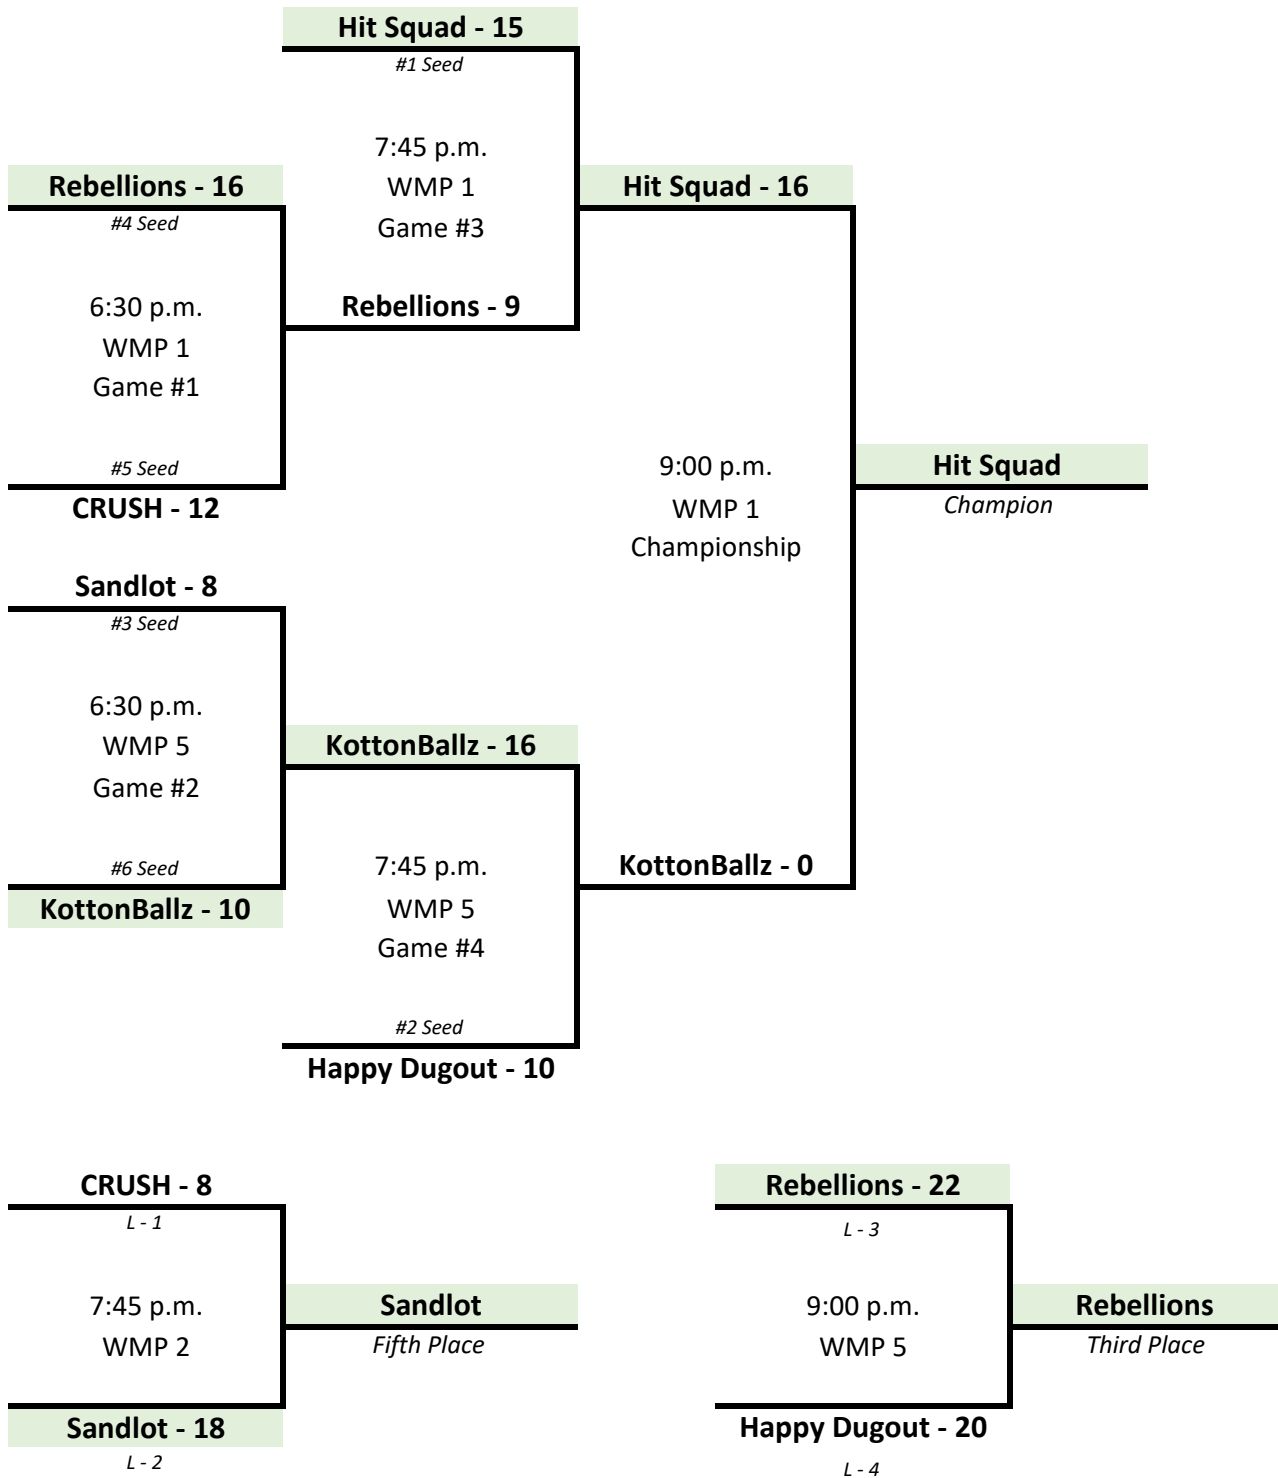 Hit Squad - 15
#1 Seed
7:45 p.m.
WMP 1
Game #3
Rebellions - 16
#4 Seed
6:30 p.m.
WMP 1
Game #1
#5 Seed
CRUSH - 12
Rebellions - 9
Hit Squad - 16
9:00 p.m.
WMP 1
Championship
Hit Squad
Champion
Sandlot - 8
#3 Seed
6:30 p.m.
WMP 5
Game #2
#6 Seed
KottonBallz - 10
KottonBallz - 16
7:45 p.m.
WMP 5
Game #4
#2 Seed
Happy Dugout - 10
KottonBallz - 0
CRUSH - 8
L - 1
7:45 p.m.
WMP 2
Sandlot - 18
L - 2
Sandlot
Fifth Place
Rebellions - 22
L - 3
9:00 p.m.
WMP 5
Happy Dugout - 20
L - 4
Rebellions
Third Place